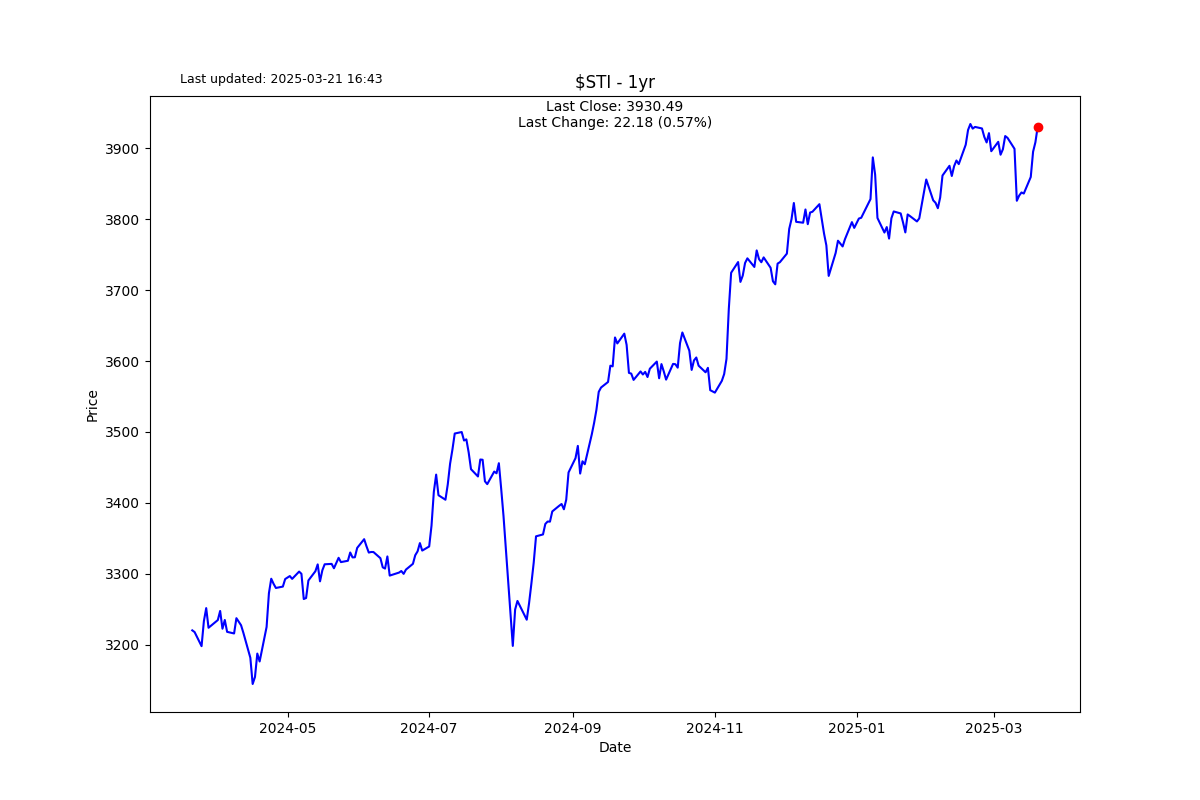 Last updated: 2025-03-21 16:43
$STI - 1yr
Last Close: 3930.49
Last Change: 22.18 (0.57%)
3900
3800
3700
3600
3500
3400
3300
3200
Price
2024-05 2024-07 2024-09 2024-11 2025-01 2025-03
Date